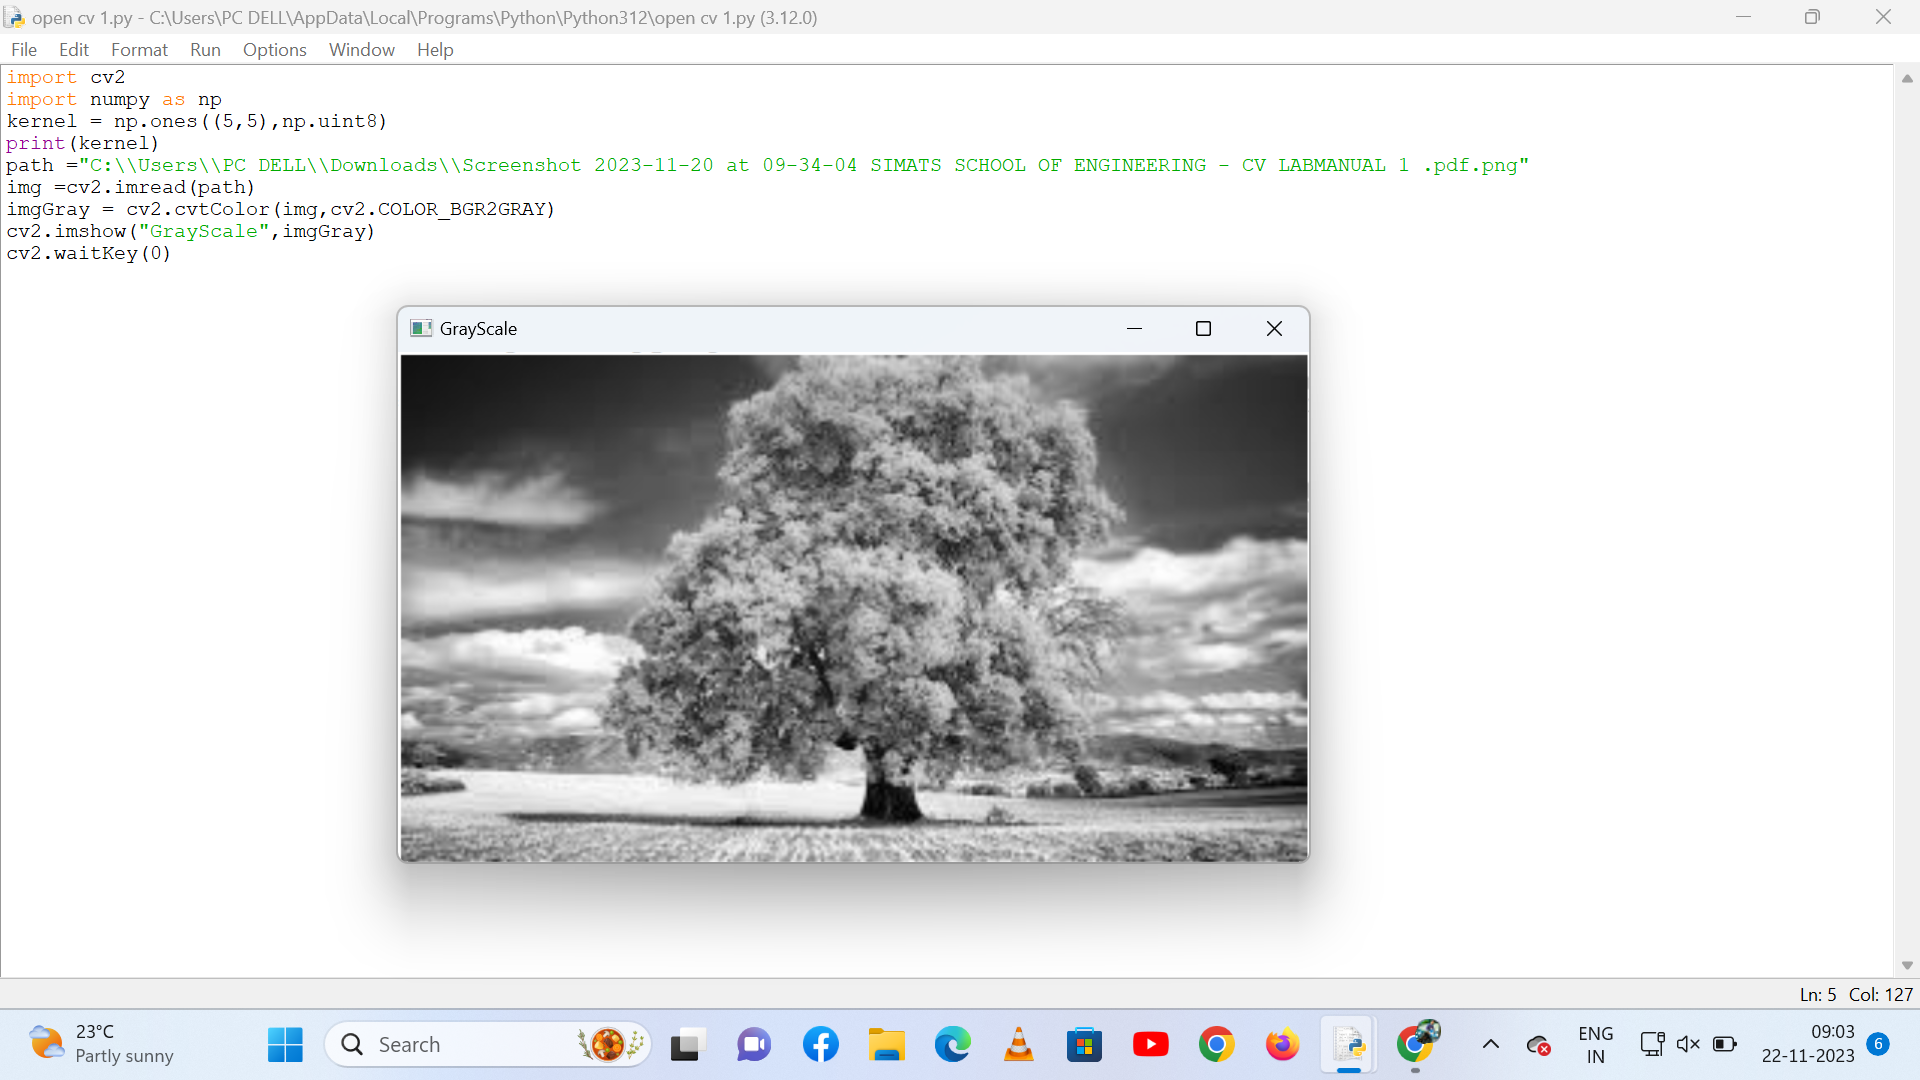 open cv 1.py - C:\Users\PC DELL\AppData\Local\Programs\Python\Python312\open cv 1.py (3.12.0)
File Edit Format Run Options Window Help
import cv2
import numpy as np
kernel = np.ones((5,5),np.uint8)
print(kernel)
path ="C:\\Users\\PC DELL\\Downloads\\Screenshot 2023-11-20 at 09-34-04 SIMATS SCHOOL OF ENGINEERING - CV LABMANUAL 1 .pdf.png"
img =cv2.imread(path)
imgGray = cv2.cvtColor(img,cv2.COLOR_BGR2GRAY)
cv2.imshow("GrayScale",imgGray)
cv2.waitKey(0)
GrayScale
Ln: 5 Col: 127
23°C
Partly sunny
Search
ENG
IN
09:03
22-11-2023
6